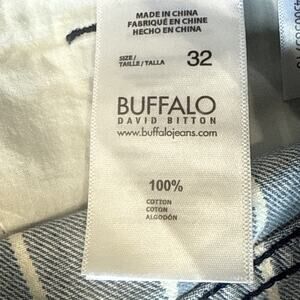 MADE IN CHINA
FABRIQUÉ EN CHINE
HECHO EN CHINA
SIZE/
TAILLE/TALLA 32
BUFFALO
DAVID BITTON
www.buffalojeans.com
100%
COTTON
COTON
ALGODÓN